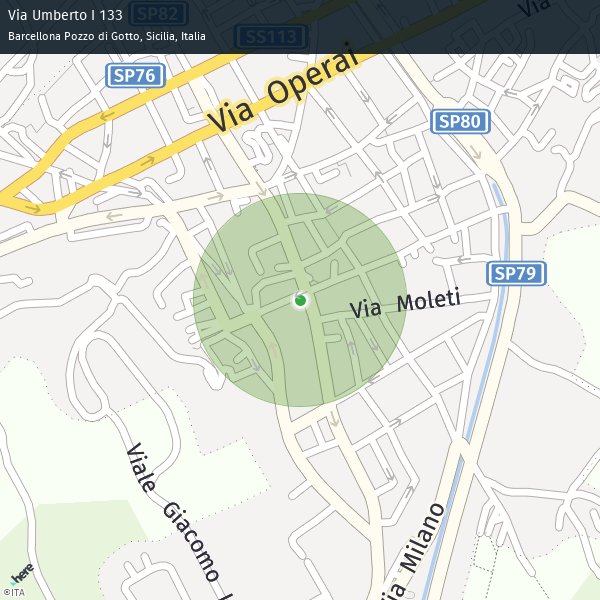 Via Umberto I 133
Barcellona Pozzo di Gotto, Sicilia, Italia
SP82
SS113
Via
SP76
Via Operai
SP80
SP79
Via Moleti
Viale Giacomo
Via Milano
here
©ITA